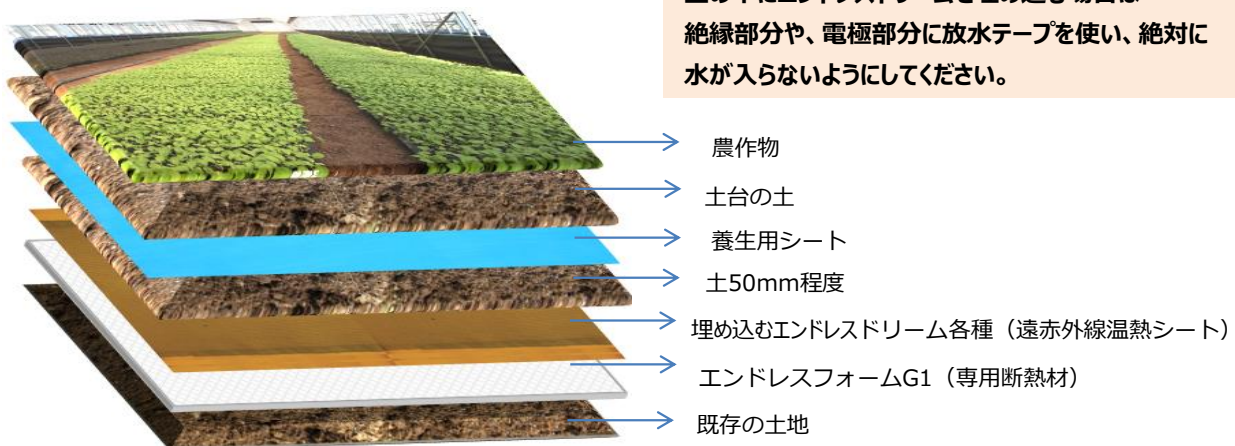 絶縁部分や、電極部分に放水テープを使い、絶対に
水が入らないようにしてください。
農作物
土台の土
養生用シート
土50mm程度
埋め込むエンドレスドリーム各種（遠赤外線温熱シート）
エンドレスフォームG1（専用断熱材）
既存の土地